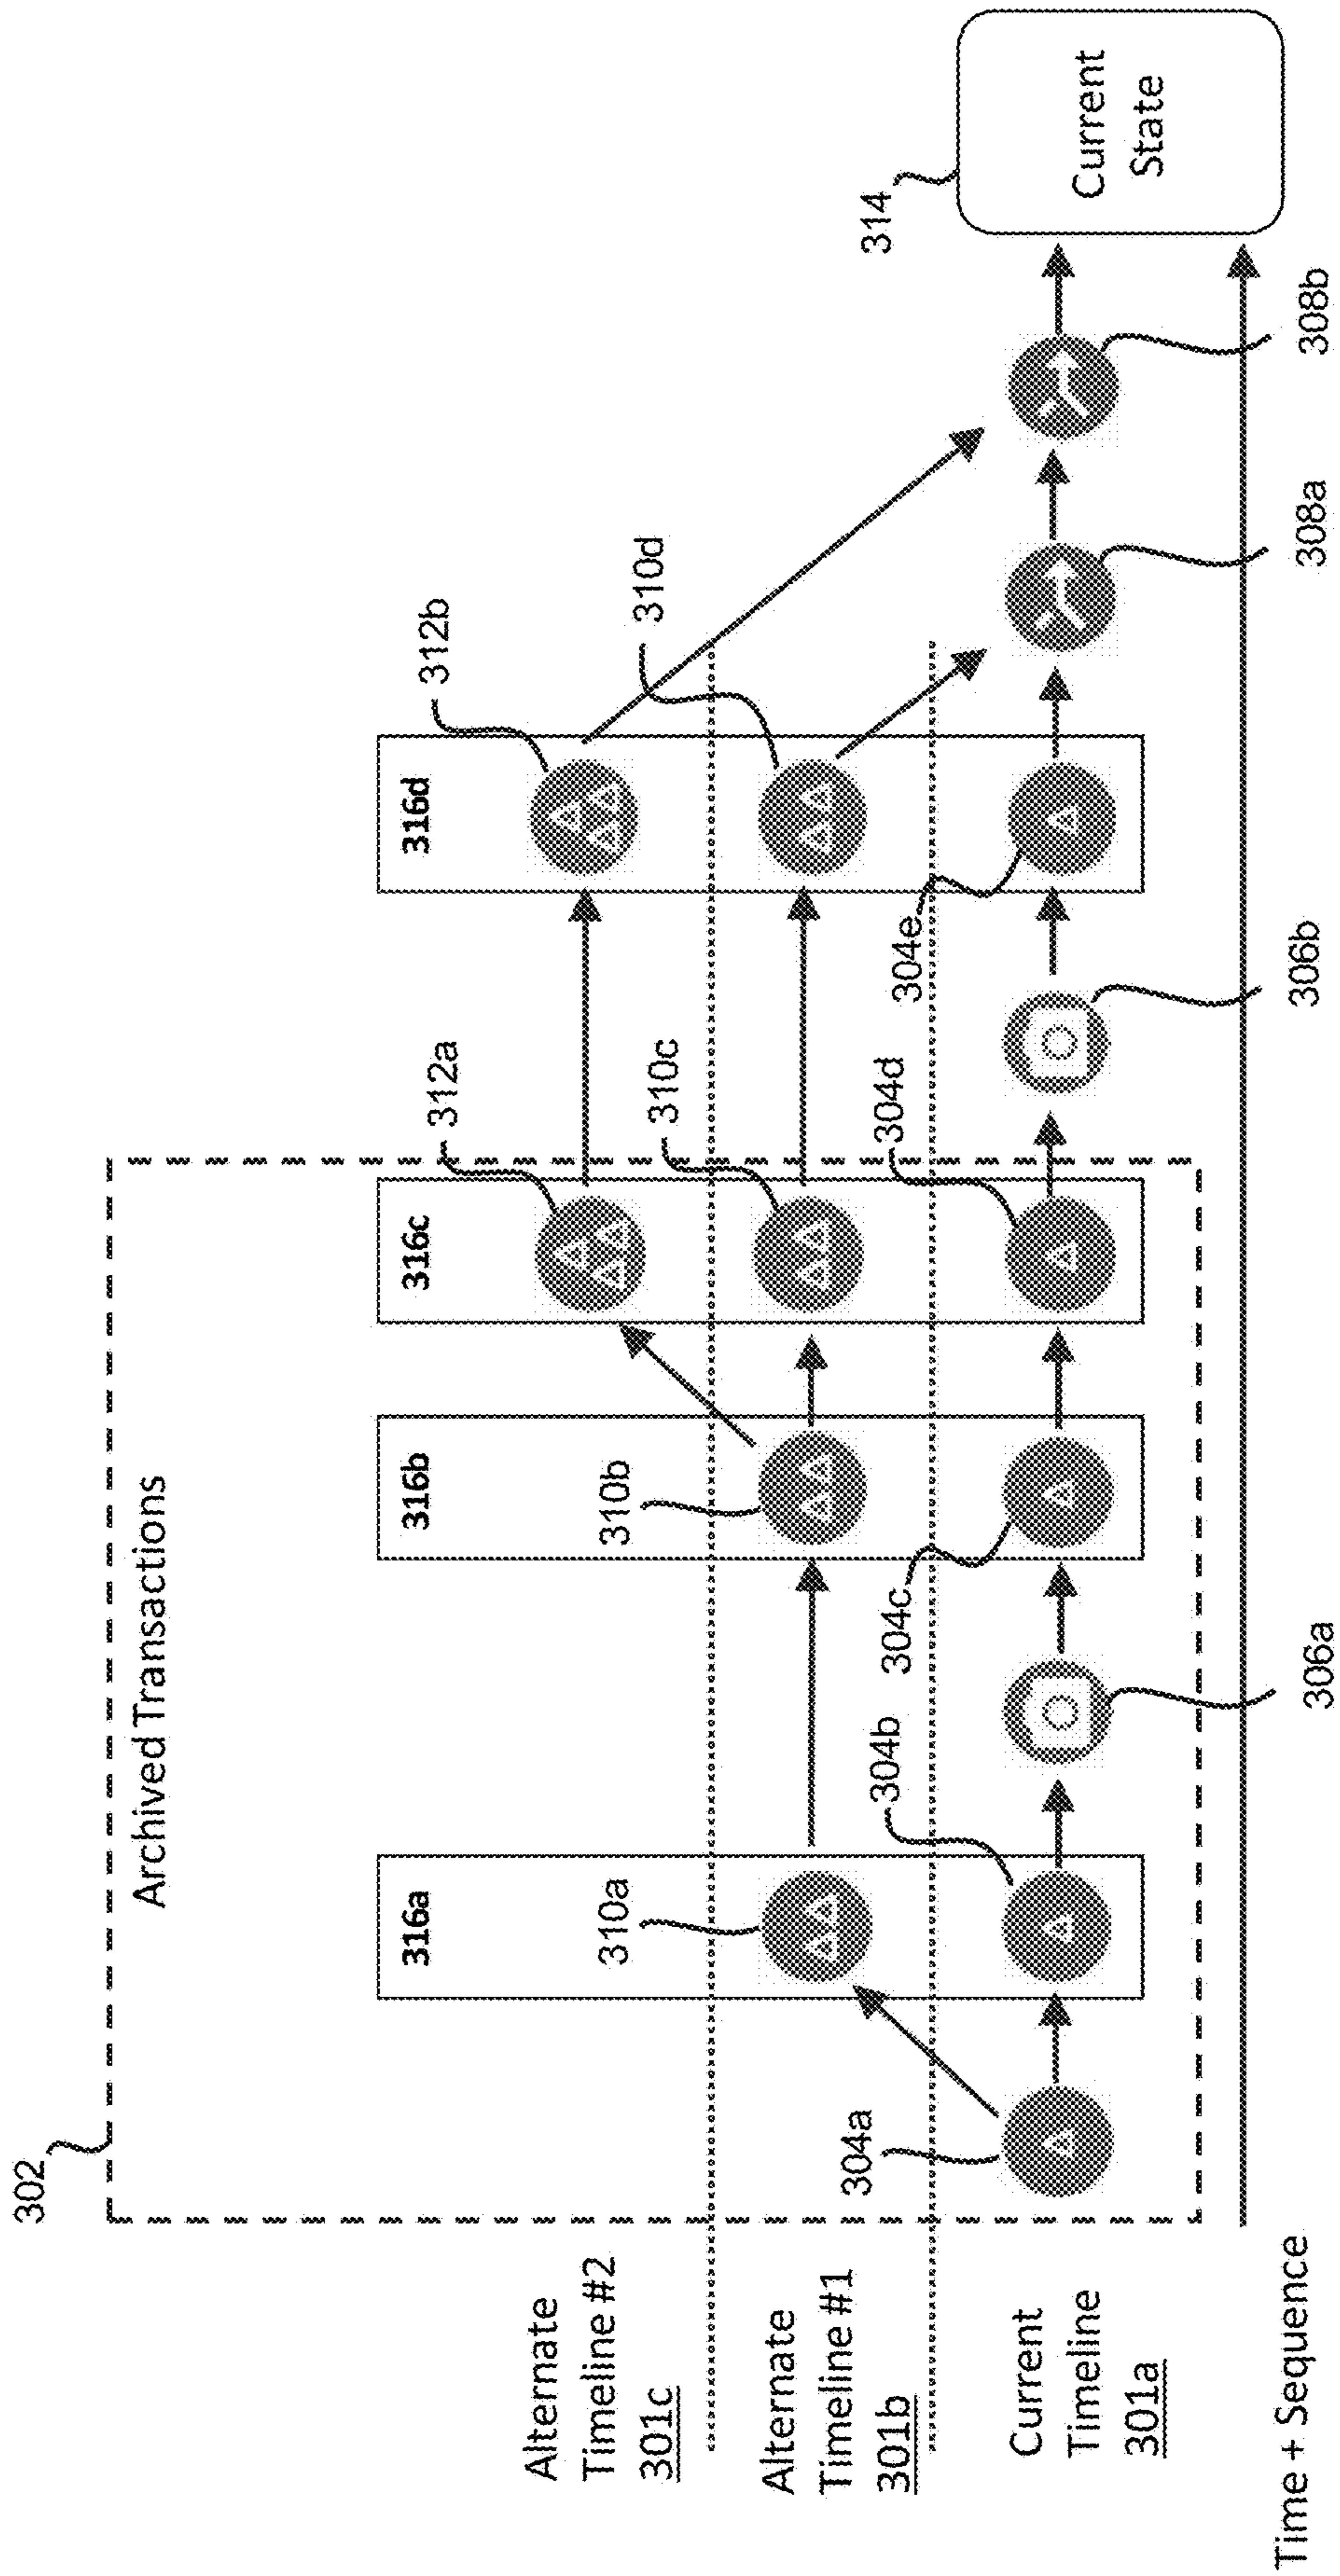 302
Archived Transactions
316a
316b
316c
316d
Alternate
Timeline #2
301c
312a
312b
310a
310b
310c
310d
Alternate
Timeline #1
301b
304a
304b
304c
304d
304e
314
Current
Timeline
301a
Current
State
Time + Sequence
306a
306b
308a
308b